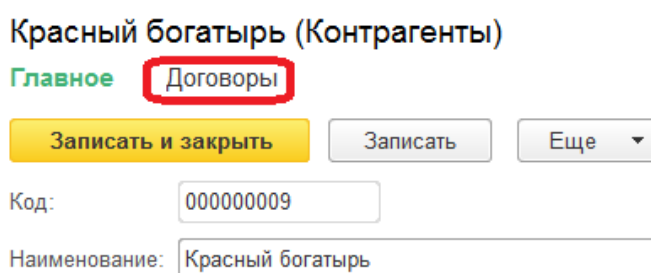 Красный богатырь (Контрагенты)
Главное Договоры
Записать и закрыть Записать Еще
Код: 000000009
Наименование: Красный богатырь